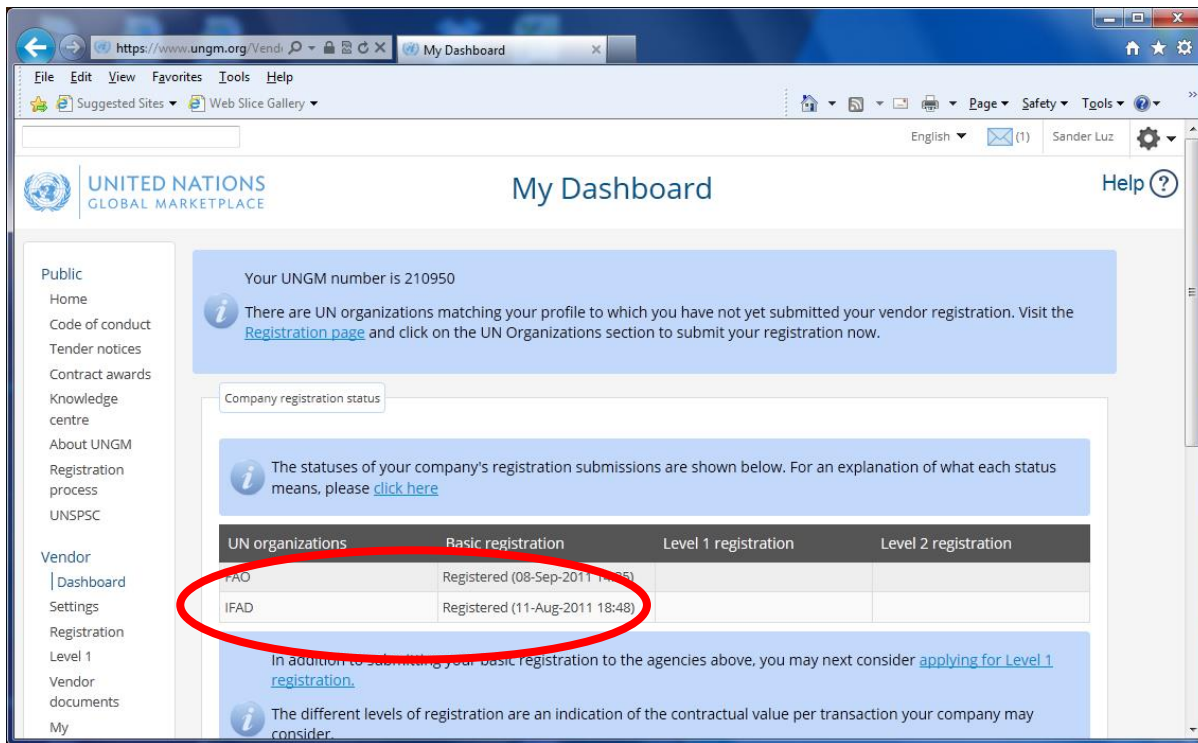 https://www.ungm.org/Vend
My Dashboard
File Edit View Favorites Tools Help
Suggested Sites Web Slice Gallery
Page Safety Tools
English (1) Sander Luz
UNITED NATIONS
GLOBAL MARKETPLACE
My Dashboard
Help ?
Public
Home
Code of conduct
Tender notices
Contract awards
Knowledge
centre
About UNGM
Registration
process
UNSPSC
Vendor
Dashboard
Settings
Registration
Level 1
Vendor
documents
My
Your UNGM number is 210950
There are UN organizations matching your profile to which you have not yet submitted your vendor registration. Visit the
Registration page and click on the UN Organizations section to submit your registration now.
Company registration status
The statuses of your company's registration submissions are shown below. For an explanation of what each status
means, please click here
UN organizations Basic registration Level 1 registration Level 2 registration
FAO Registered (08-Sep-2011
IFAD Registered (11-Aug-2011 18:48)
In addition to submitting your basic registration to the agencies above, you may next consider applying for Level 1
registration.
The different levels of registration are an indication of the contractual value per transaction your company may
consider.